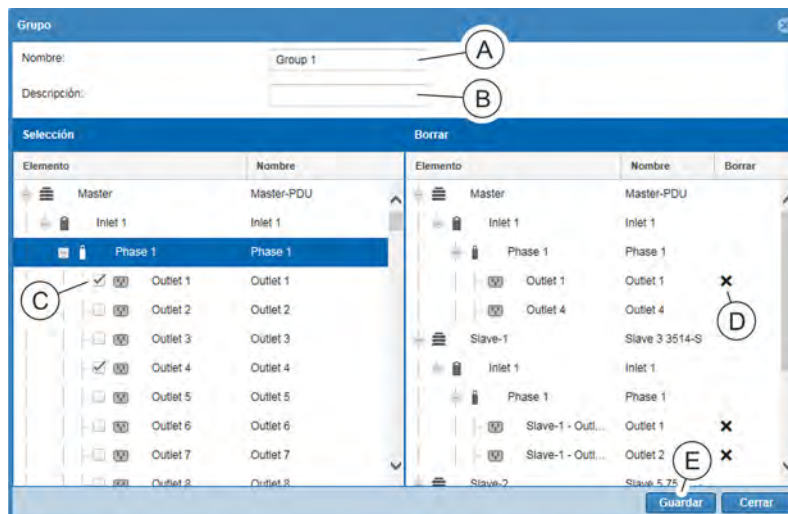 Grupo
Nombre: Group 1
A
Descripción:
B
Selección
Elemento Nombre
Master Master-PDU
Inlet 1 Inlet 1
Phase 1 Phase 1
C
Outlet 1 Outlet 1
Outlet 2 Outlet 2
Outlet 3 Outlet 3
Outlet 4 Outlet 4
Outlet 5 Outlet 5
Outlet 6 Outlet 6
Outlet 7 Outlet 7
Outlet 8 Outlet 8
Borrar
Elemento Nombre Borrar
Master Master-PDU
Inlet 1 Inlet 1
Phase 1 Phase 1
Outlet 1 Outlet 1
D
Outlet 4 Outlet 4
Slave-1 Slave 3 3514-S
Inlet 1 Inlet 1
Phase 1 Phase 1
Slave-1 - Outl... Outlet 1
Slave-1 - Outl... Outlet 2
E
Slave-2 Slave 5 75
Guardar Cerrar